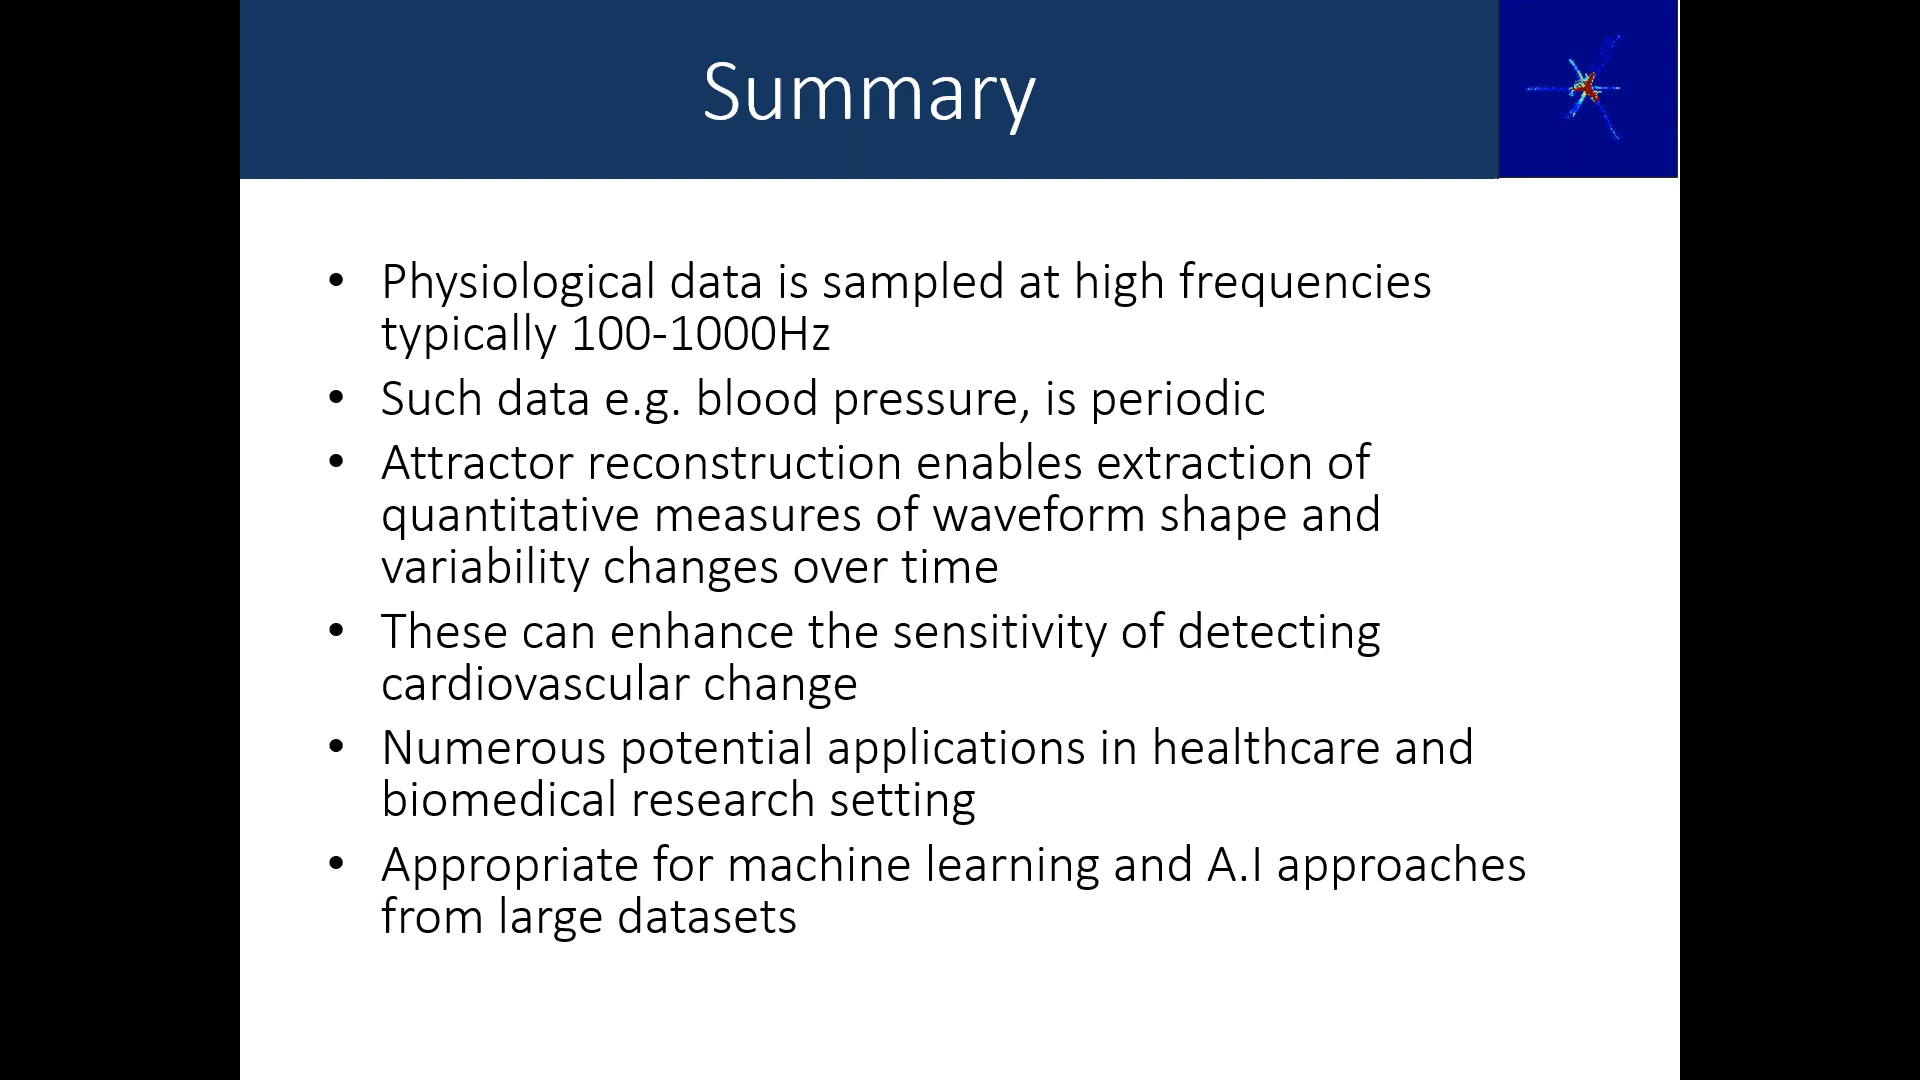 Summary
• Physiological data is sampled at high frequencies
typically 100-1000Hz
• Such data e.g. blood pressure, is periodic
• Attractor reconstruction enables extraction of
quantitative measures of waveform shape and
variability changes over time
• These can enhance the sensitivity of detecting
cardiovascular change
• Numerous potential applications in healthcare and
biomedical research setting
• Appropriate for machine learning and A.I approaches
from large datasets